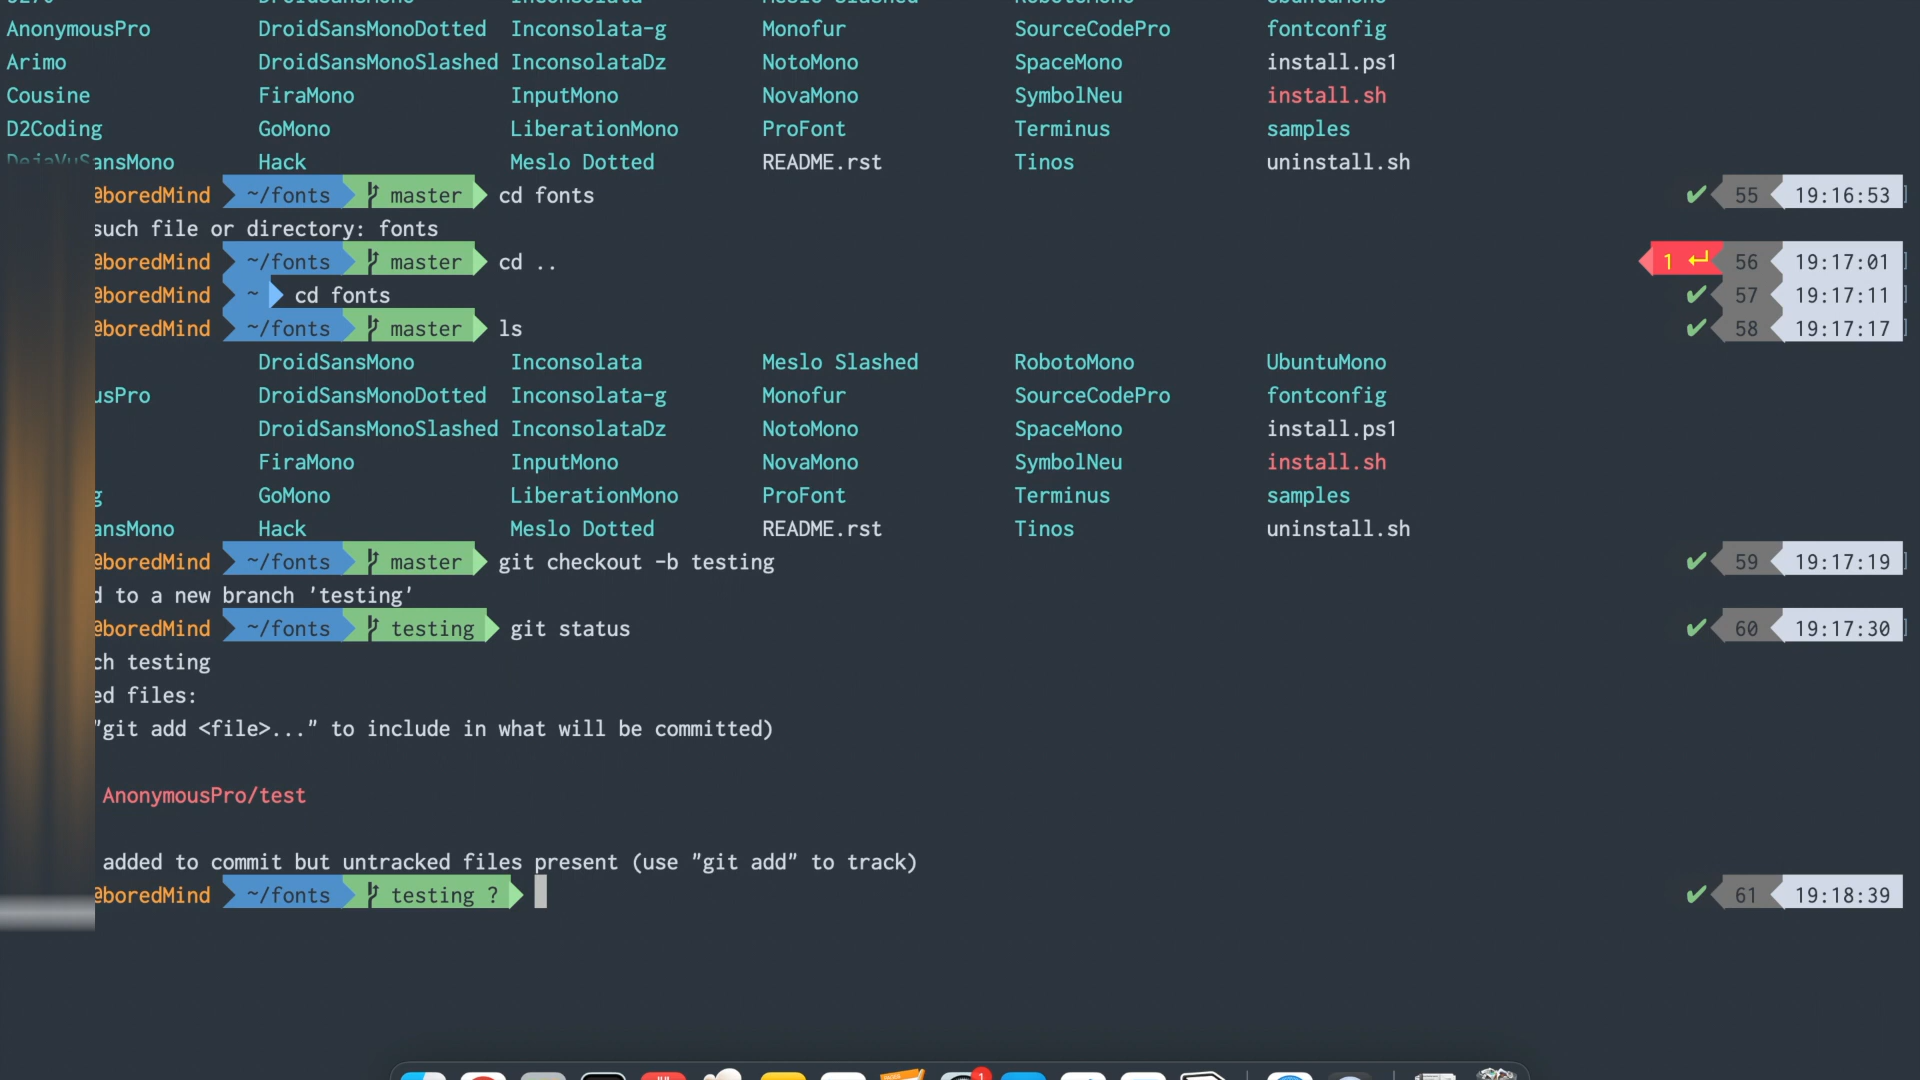 AnonymousPro DroidSansMonoDotted Inconsolata-g Monofur SourceCodePro fontconfig
Arimo DroidSansMonoSlashed InconsolataDz NotoMono SpaceMono install.ps1
Cousine FiraMono InputMono NovaMono SymbolNeu install.sh
D2Coding GoMono LiberationMono ProFont Terminus samples
DejaVuSansMono Hack Meslo Dotted README.rst Tinos uninstall.sh
@boredMind ~/fonts master cd fonts ✔ 55 19:16:53
such file or directory: fonts
@boredMind ~/fonts master cd .. 1 ↵ 56 19:17:01
@boredMind ~ cd fonts ✔ 57 19:17:11
@boredMind ~/fonts master ls ✔ 58 19:17:17
DroidSansMono Inconsolata Meslo Slashed RobotoMono UbuntuMono
usPro DroidSansMonoDotted Inconsolata-g Monofur SourceCodePro fontconfig
DroidSansMonoSlashed InconsolataDz NotoMono SpaceMono install.ps1
FiraMono InputMono NovaMono SymbolNeu install.sh
g GoMono LiberationMono ProFont Terminus samples
ansMono Hack Meslo Dotted README.rst Tinos uninstall.sh
@boredMind ~/fonts master git checkout -b testing ✔ 59 19:17:19
d to a new branch 'testing'
@boredMind ~/fonts testing git status ✔ 60 19:17:30
ch testing
ed files:
"git add <file>..." to include in what will be committed)
AnonymousPro/test
added to commit but untracked files present (use "git add" to track)
@boredMind ~/fonts testing ? ✔ 61 19:18:39
1